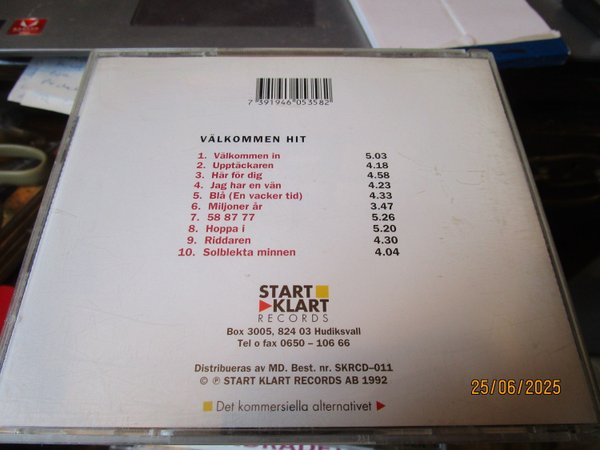 7 391946 053582
VÄLKOMMEN HIT
1. Välkommen in 5.03
2. Upptäckaren 4.18
3. Här för dig 4.58
4. Jag har en vän 4.23
5. Blå (En vacker tid) 4.33
6. Miljoner år 3.47
7. 58 87 77 5.26
8. Hoppa i 5.20
9. Riddaren 4.30
10. Solblekta minnen 4.04
START
KLART
RECORDS
Box 3005, 824 03 Hudiksvall
Tel o fax 0650 – 106 66
Distribueras av MD. Best. nr. SKRCD–011
© ℗ START KLART RECORDS AB 1992
Det kommersiella alternativet
25/06/2025